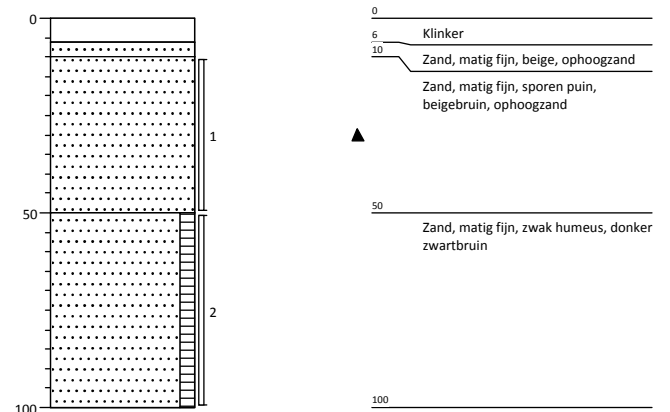 0
50
100
1
2
0
Klinker
6
Zand, matig fijn, beige, ophoogzand
10
Zand, matig fijn, sporen puin,
beigebruin, ophoogzand
50
Zand, matig fijn, zwak humeus, donker
zwartbruin
100